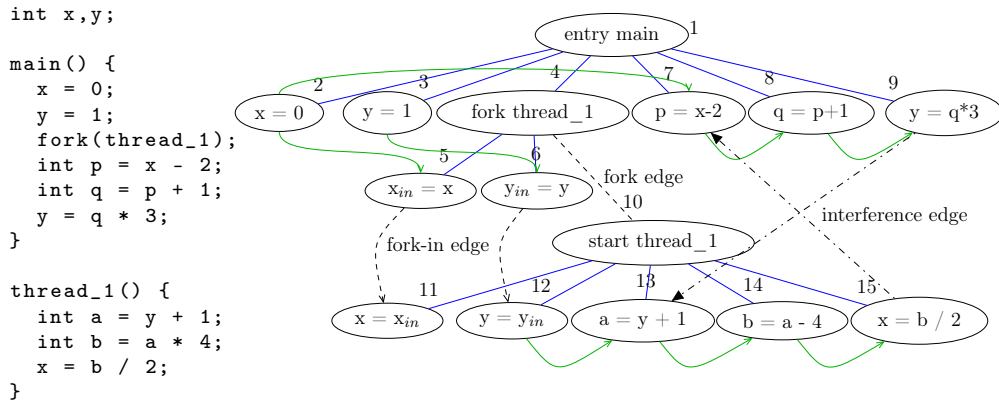 int x,y;
main() {
x = 0;
y = 1;
fork(thread_1);
int p = x - 2;
int q = p + 1;
y = q * 3;
}
thread_1() {
int a = y + 1;
int b = a * 4;
x = b / 2;
}
entry main
1
2
3
4
7
8
9
x = 0
y = 1
fork thread_1
p = x-2
q = p+1
y = q*3
5
6
x_in = x
y_in = y
fork edge
10
fork-in edge
start thread_1
interference edge
11
12
13
14
15
x = x_in
y = y_in
a = y + 1
b = a - 4
x = b / 2